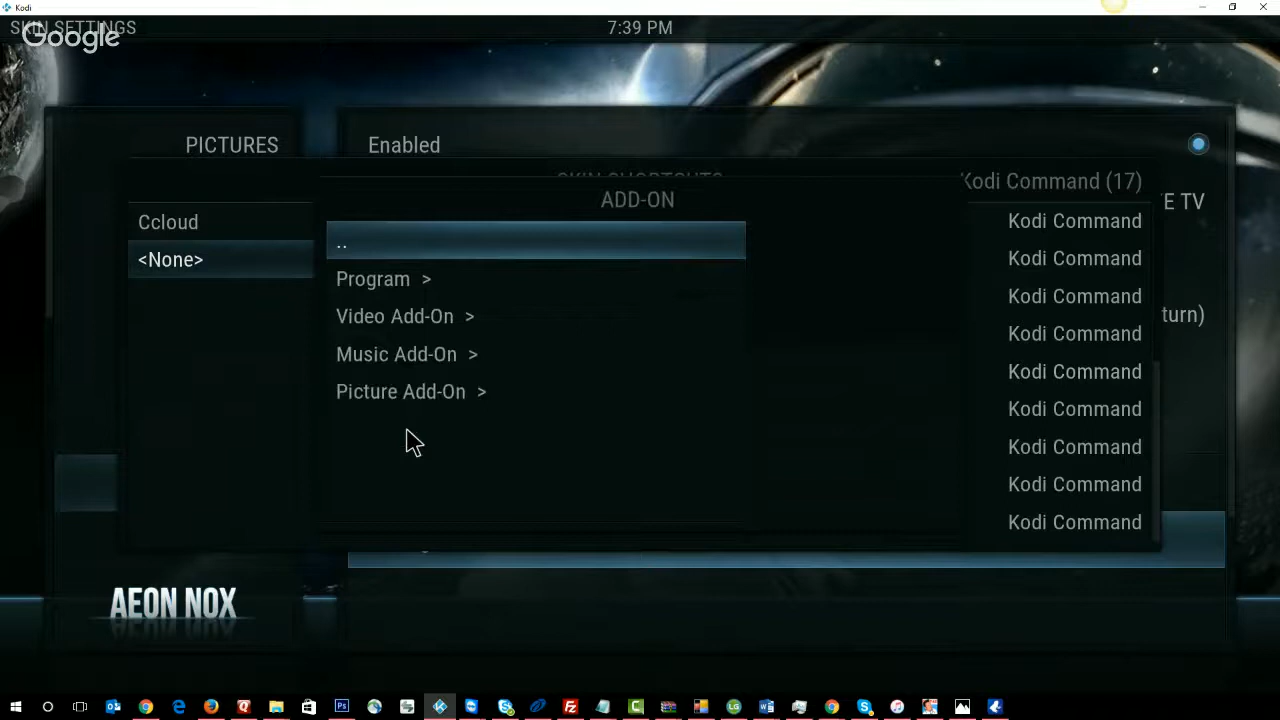 Kodi
SKIN SETTINGS
Google
7:39 PM
PICTURES
Enabled
SKIN SHORTCUTS
ADD-ON
Kodi Command (17)
E TV
Ccloud
<None>
..
Program >
Video Add-On >
Music Add-On >
Picture Add-On >
Kodi Command
Kodi Command
Kodi Command
Kodi Command
Kodi Command
Kodi Command
Kodi Command
Kodi Command
Kodi Command
turn)
AEON NOX